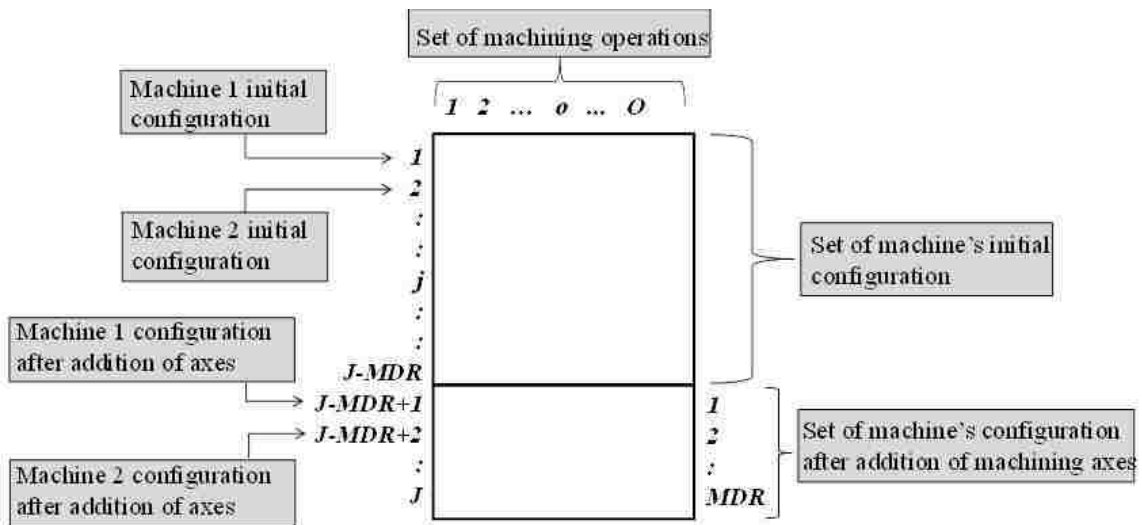 Set of machining operations
1 2 ... o ... O
Machine 1 initial
configuration
1
2
:
:
j
:
:
J-MDR
Machine 2 initial
configuration
Set of machine's initial
configuration
Machine 1 configuration
after addition of axes
J-MDR+1
J-MDR+2
:
J
Machine 2 configuration
after addition of axes
1
2
:
MDR
Set of machine's configuration
after addition of machining axes